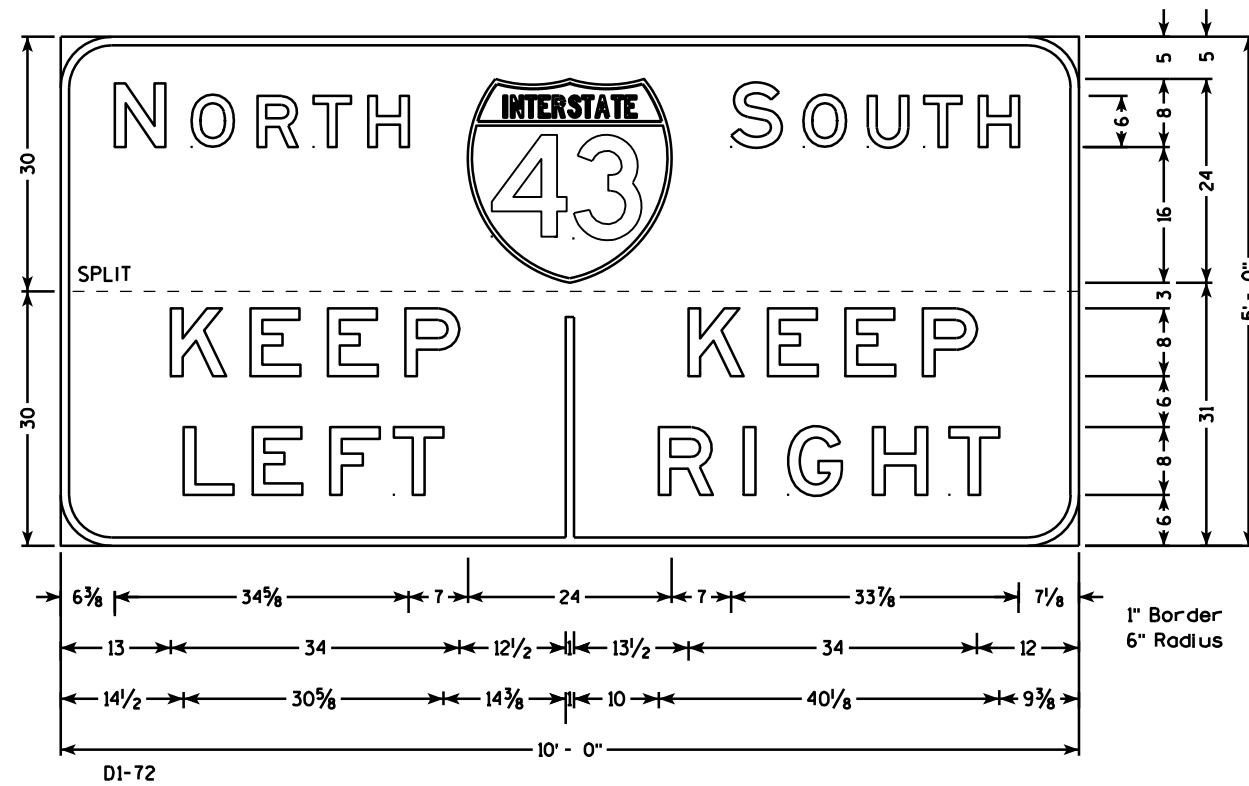 NORTH INTERSTATE 43 SOUTH
SPLIT
KEEP KEEP
LEFT RIGHT
30
30
5 5
6 8
16 24
3
8
6 31
8
6
5'- 0"
6⅜ 34⅝ 7 24 7 33⅞ 7⅛
13 34 12½ 1 13½ 34 12
14½ 30⅝ 14⅜ 1 10 40⅛ 9⅜
10' - 0"
1" Border
6" Radius
D1-72